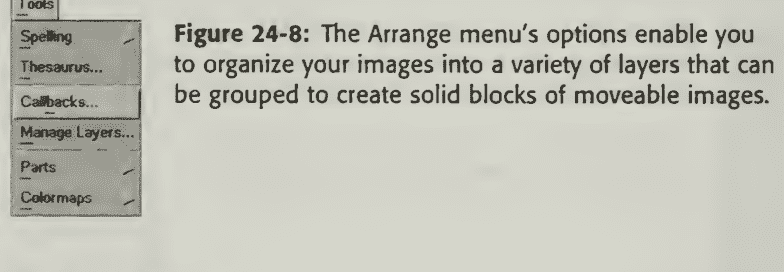 Tools
Spelling
Thesaurus...
Callbacks...
Manage Layers...
Parts
Colormaps
Figure 24-8: The Arrange menu's options enable you
to organize your images into a variety of layers that can
be grouped to create solid blocks of moveable images.